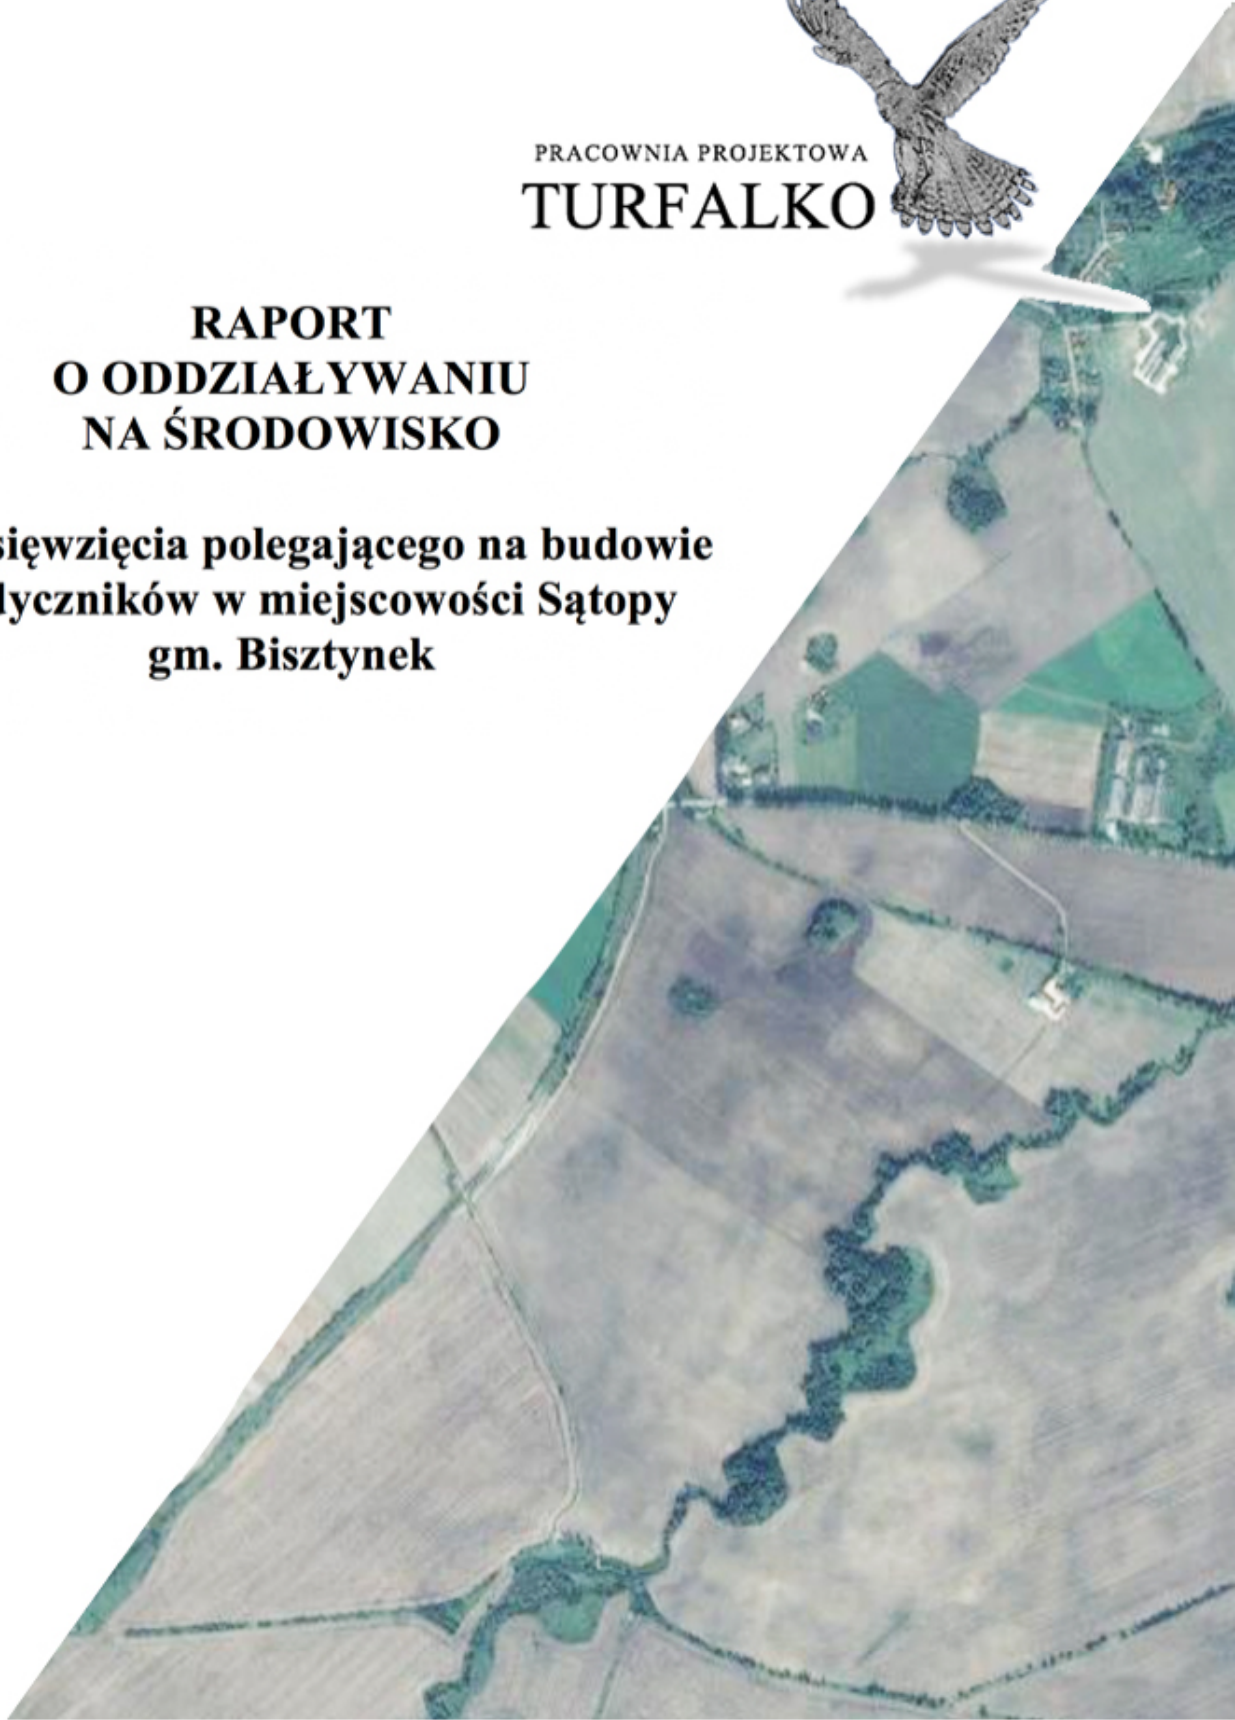 PRACOWNIA PROJEKTOWA
TURFALKO
RAPORT
O ODDZIAŁYWANIU
NA ŚRODOWISKO
sięwzięcia polegającego na budowie
dyczników w miejscowości Sątopy
gm. Bisztynek